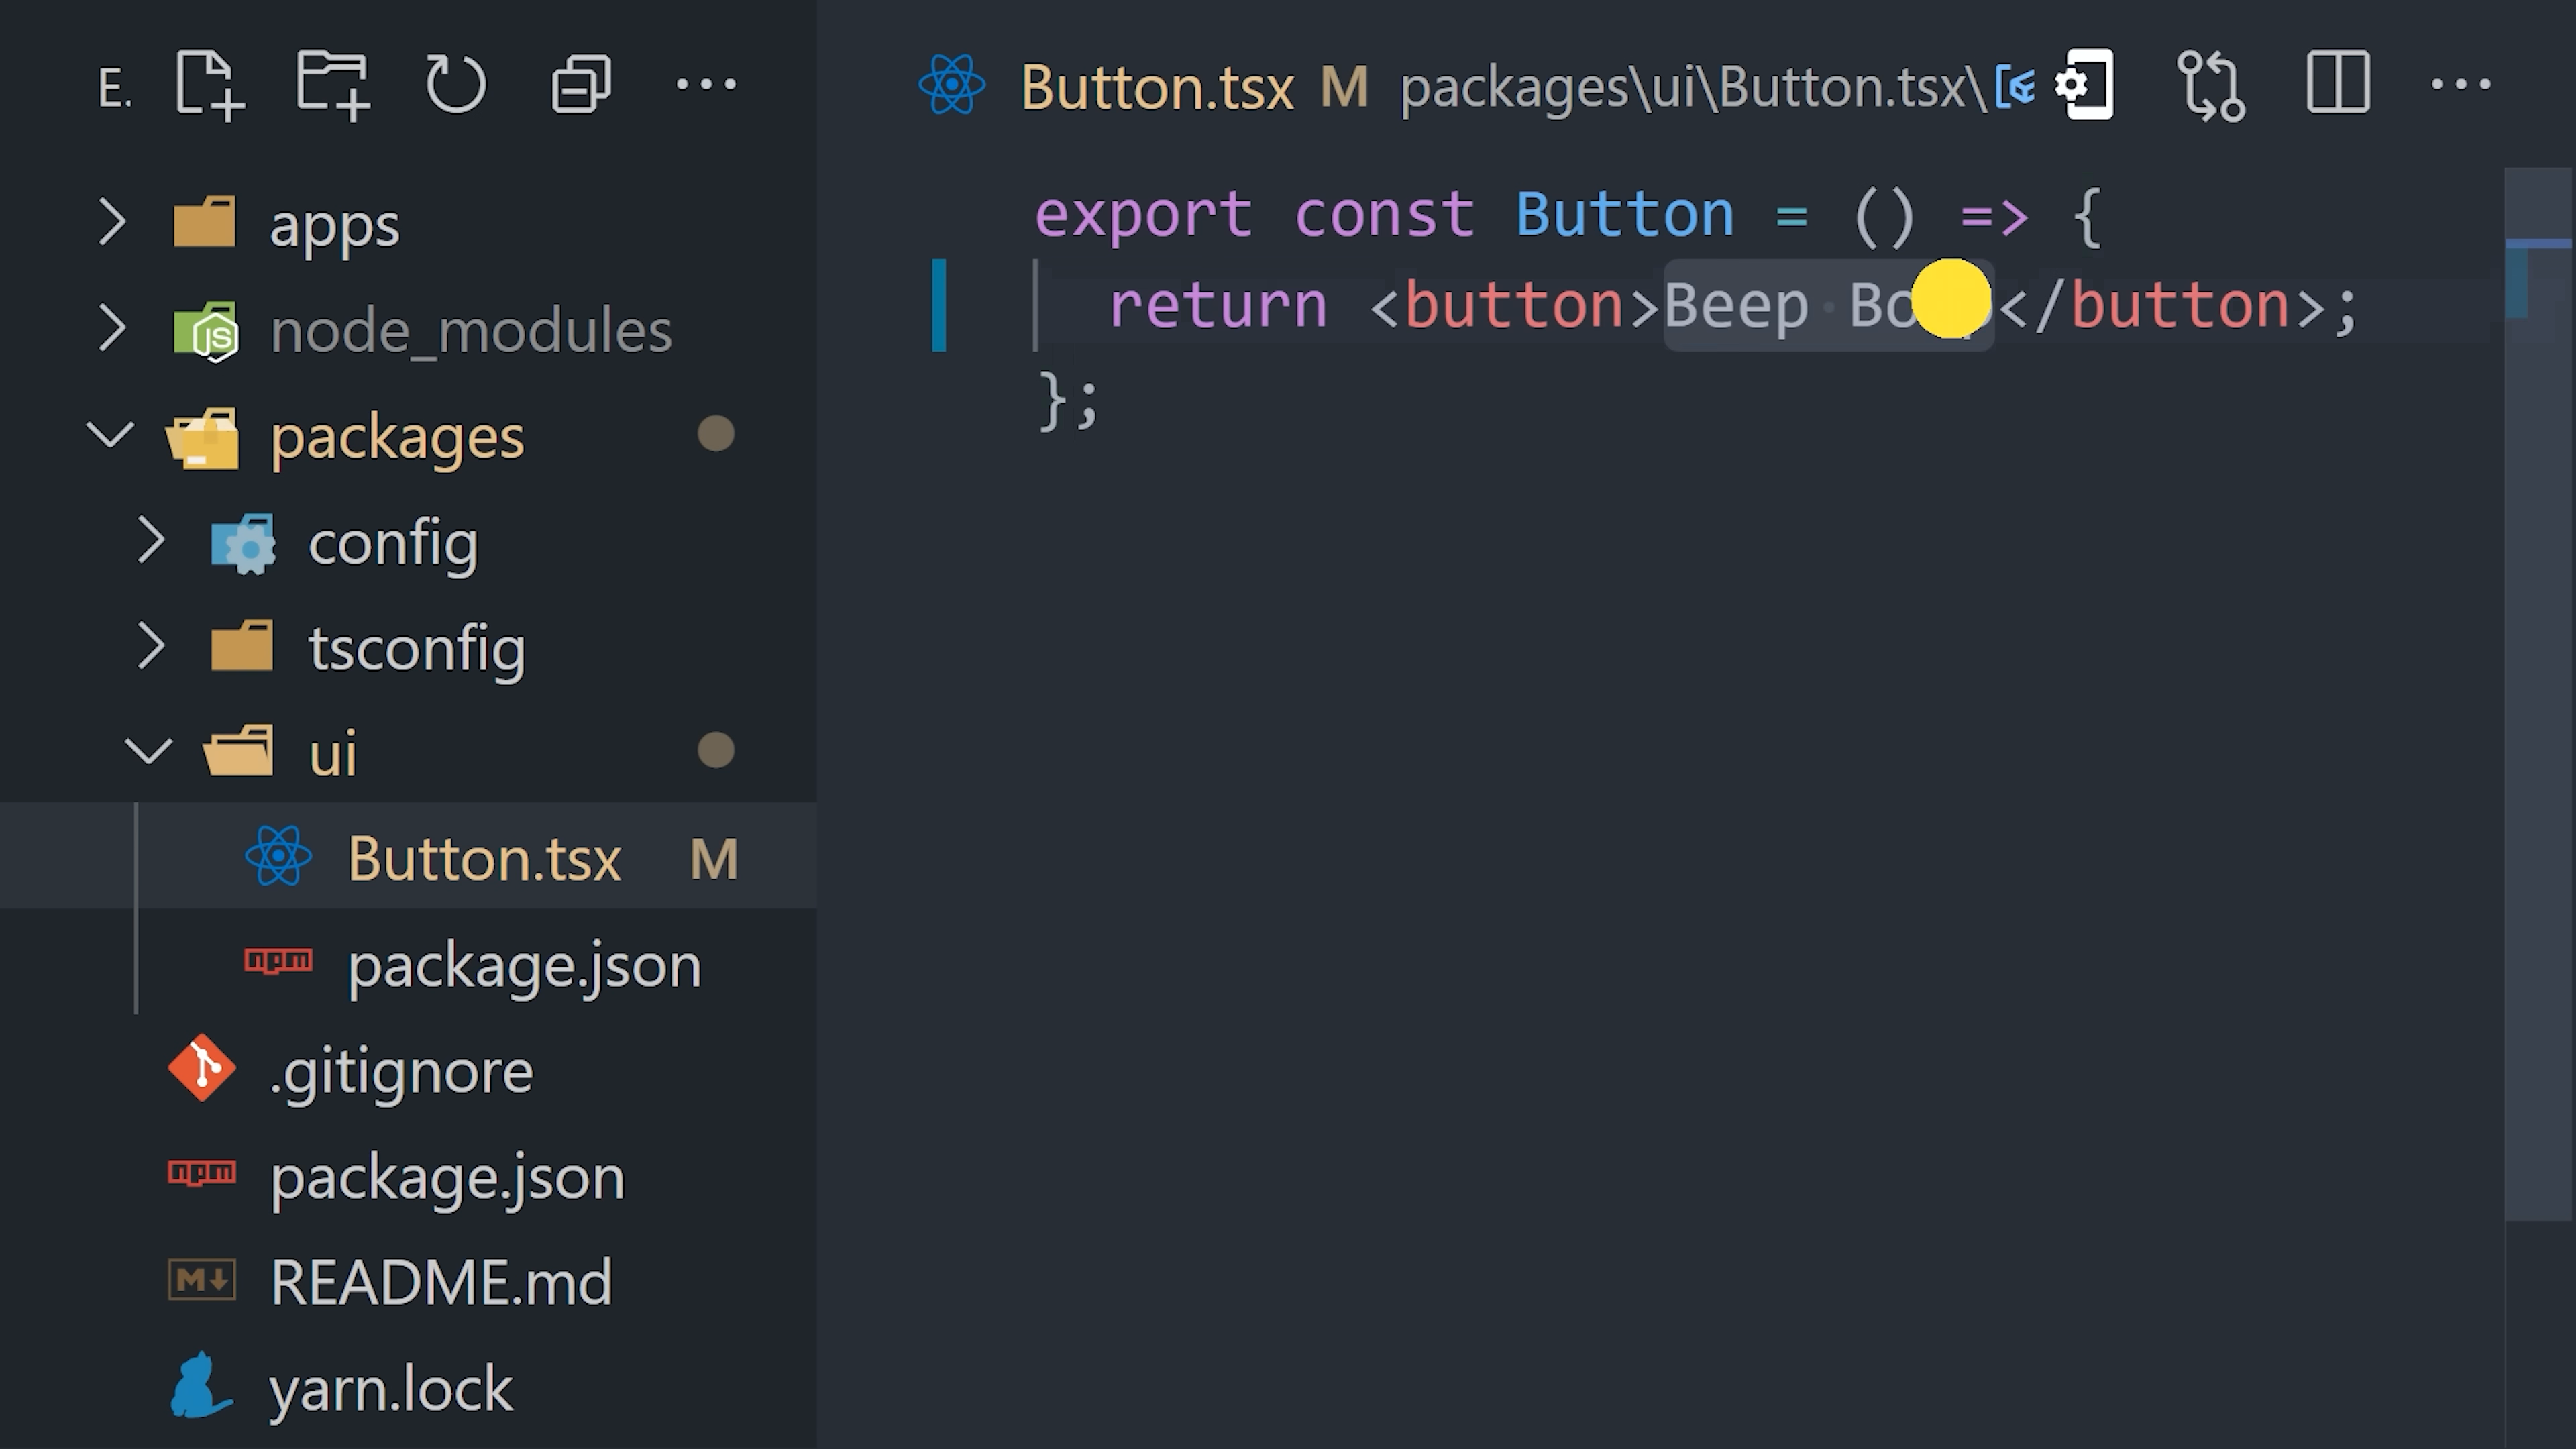 E.
apps
node_modules
packages
config
tsconfig
ui
Button.tsx M
package.json
.gitignore
package.json
README.md
yarn.lock
Button.tsx M packages\ui\Button.tsx\
export const Button = () => {
return <button>Beep </button>;
};